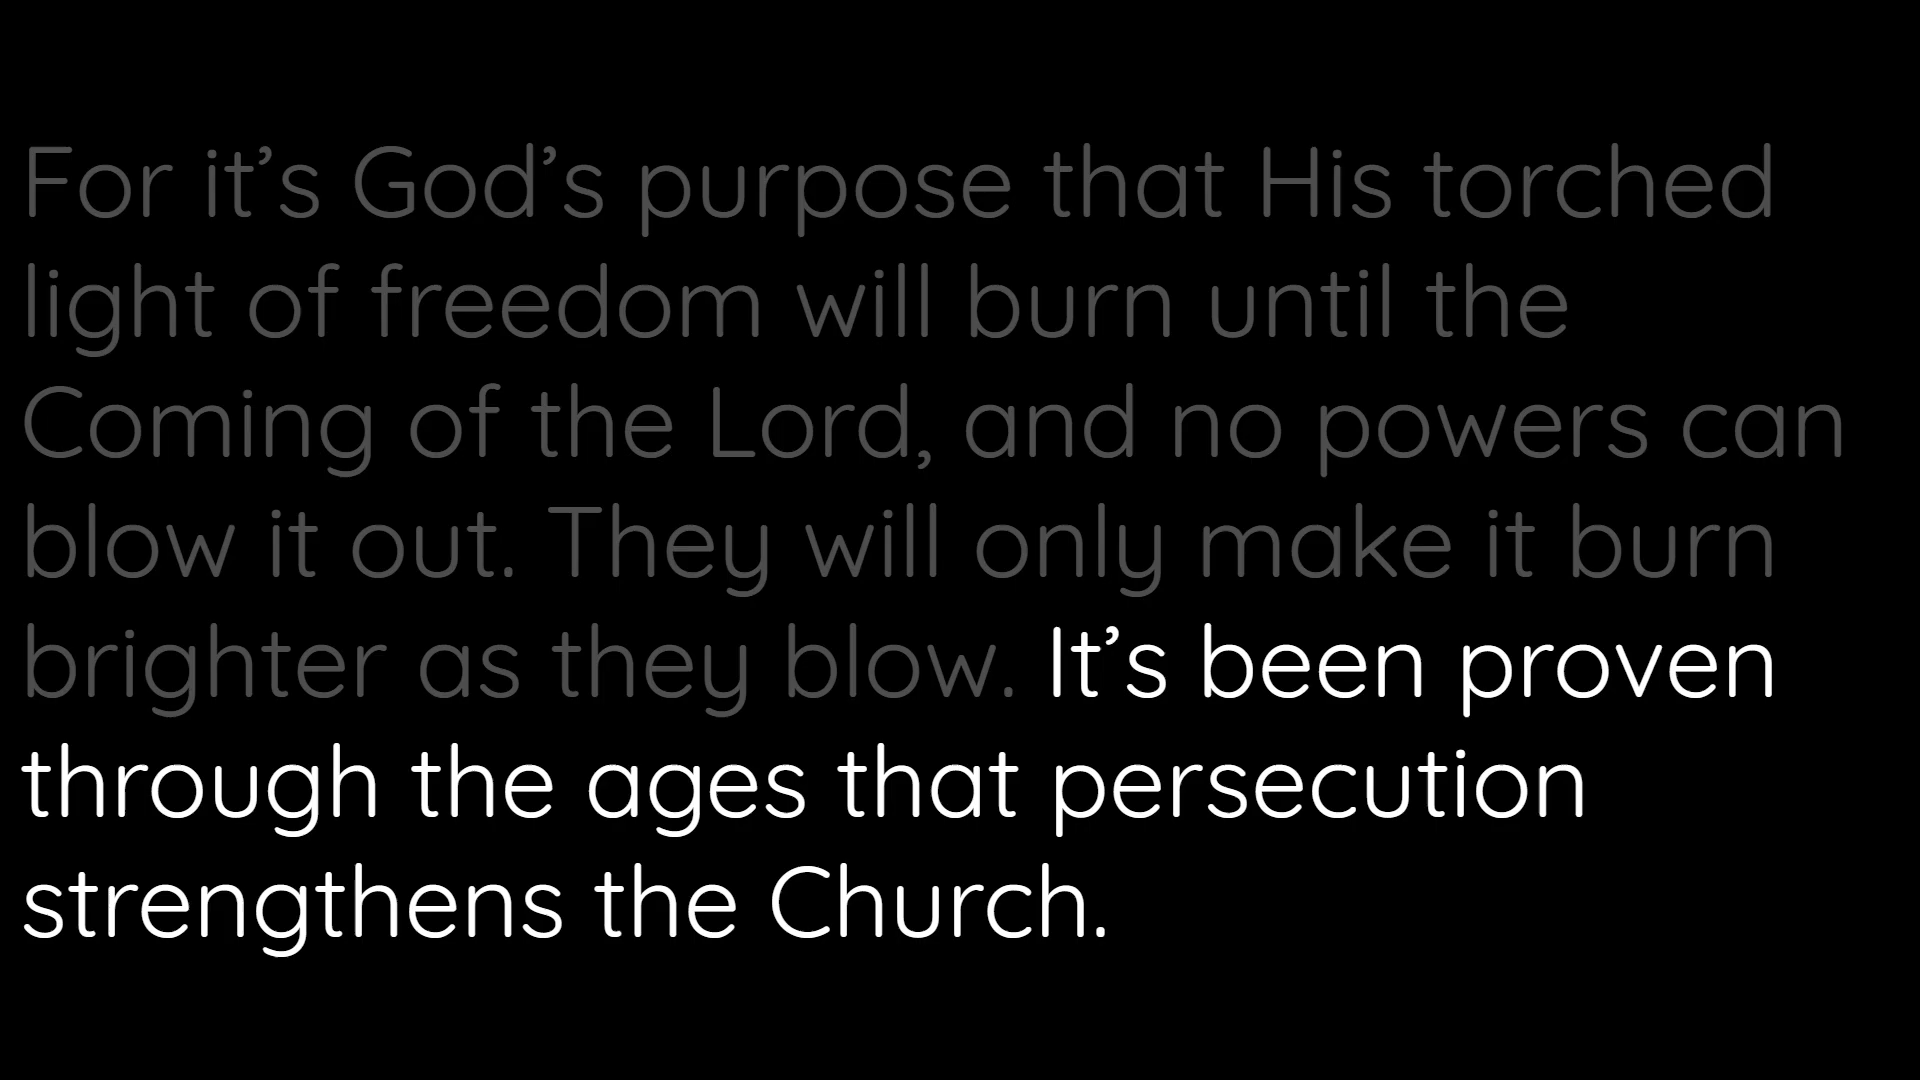 For it’s God’s purpose that His torched
light of freedom will burn until the
Coming of the Lord, and no powers can
blow it out. They will only make it burn
brighter as they blow. It’s been proven
through the ages that persecution
strengthens the Church.